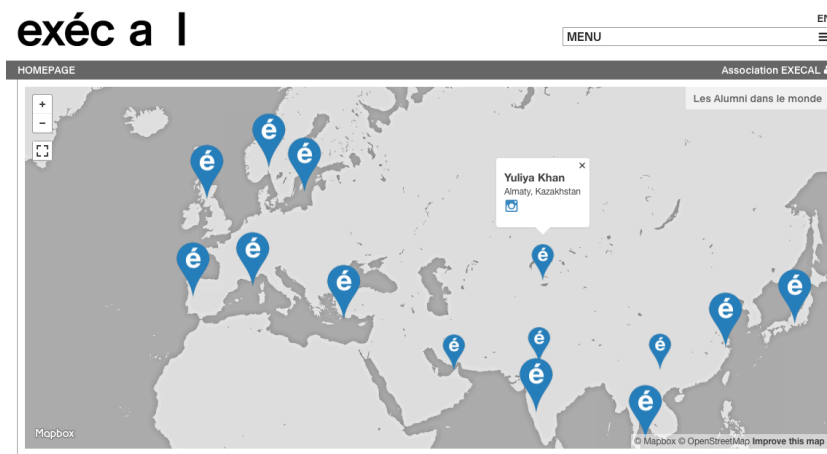 exéc a l
EN
MENU
HOMEPAGE
Association EXECAL
+
−
Les Alumni dans le monde
×
Yuliya Khan
Almaty, Kazakhstan
é
é
é
é
é
é
é
é
é
é
é
é
é
é
Mapbox
© Mapbox © OpenStreetMap Improve this map